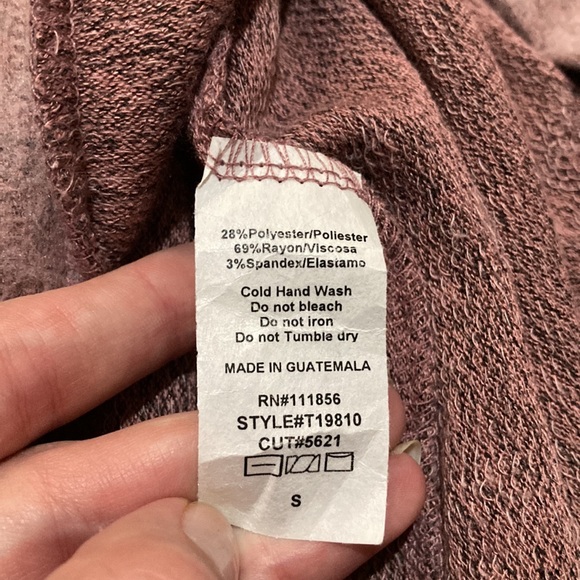 28%Polyester/Poliester
69%Rayon/Viscosa
3%Spandex/Elastamo
Cold Hand Wash
Do not bleach
Do not iron
Do not Tumble dry
MADE IN GUATEMALA
RN#111856
STYLE#T19810
CUT#5621
S